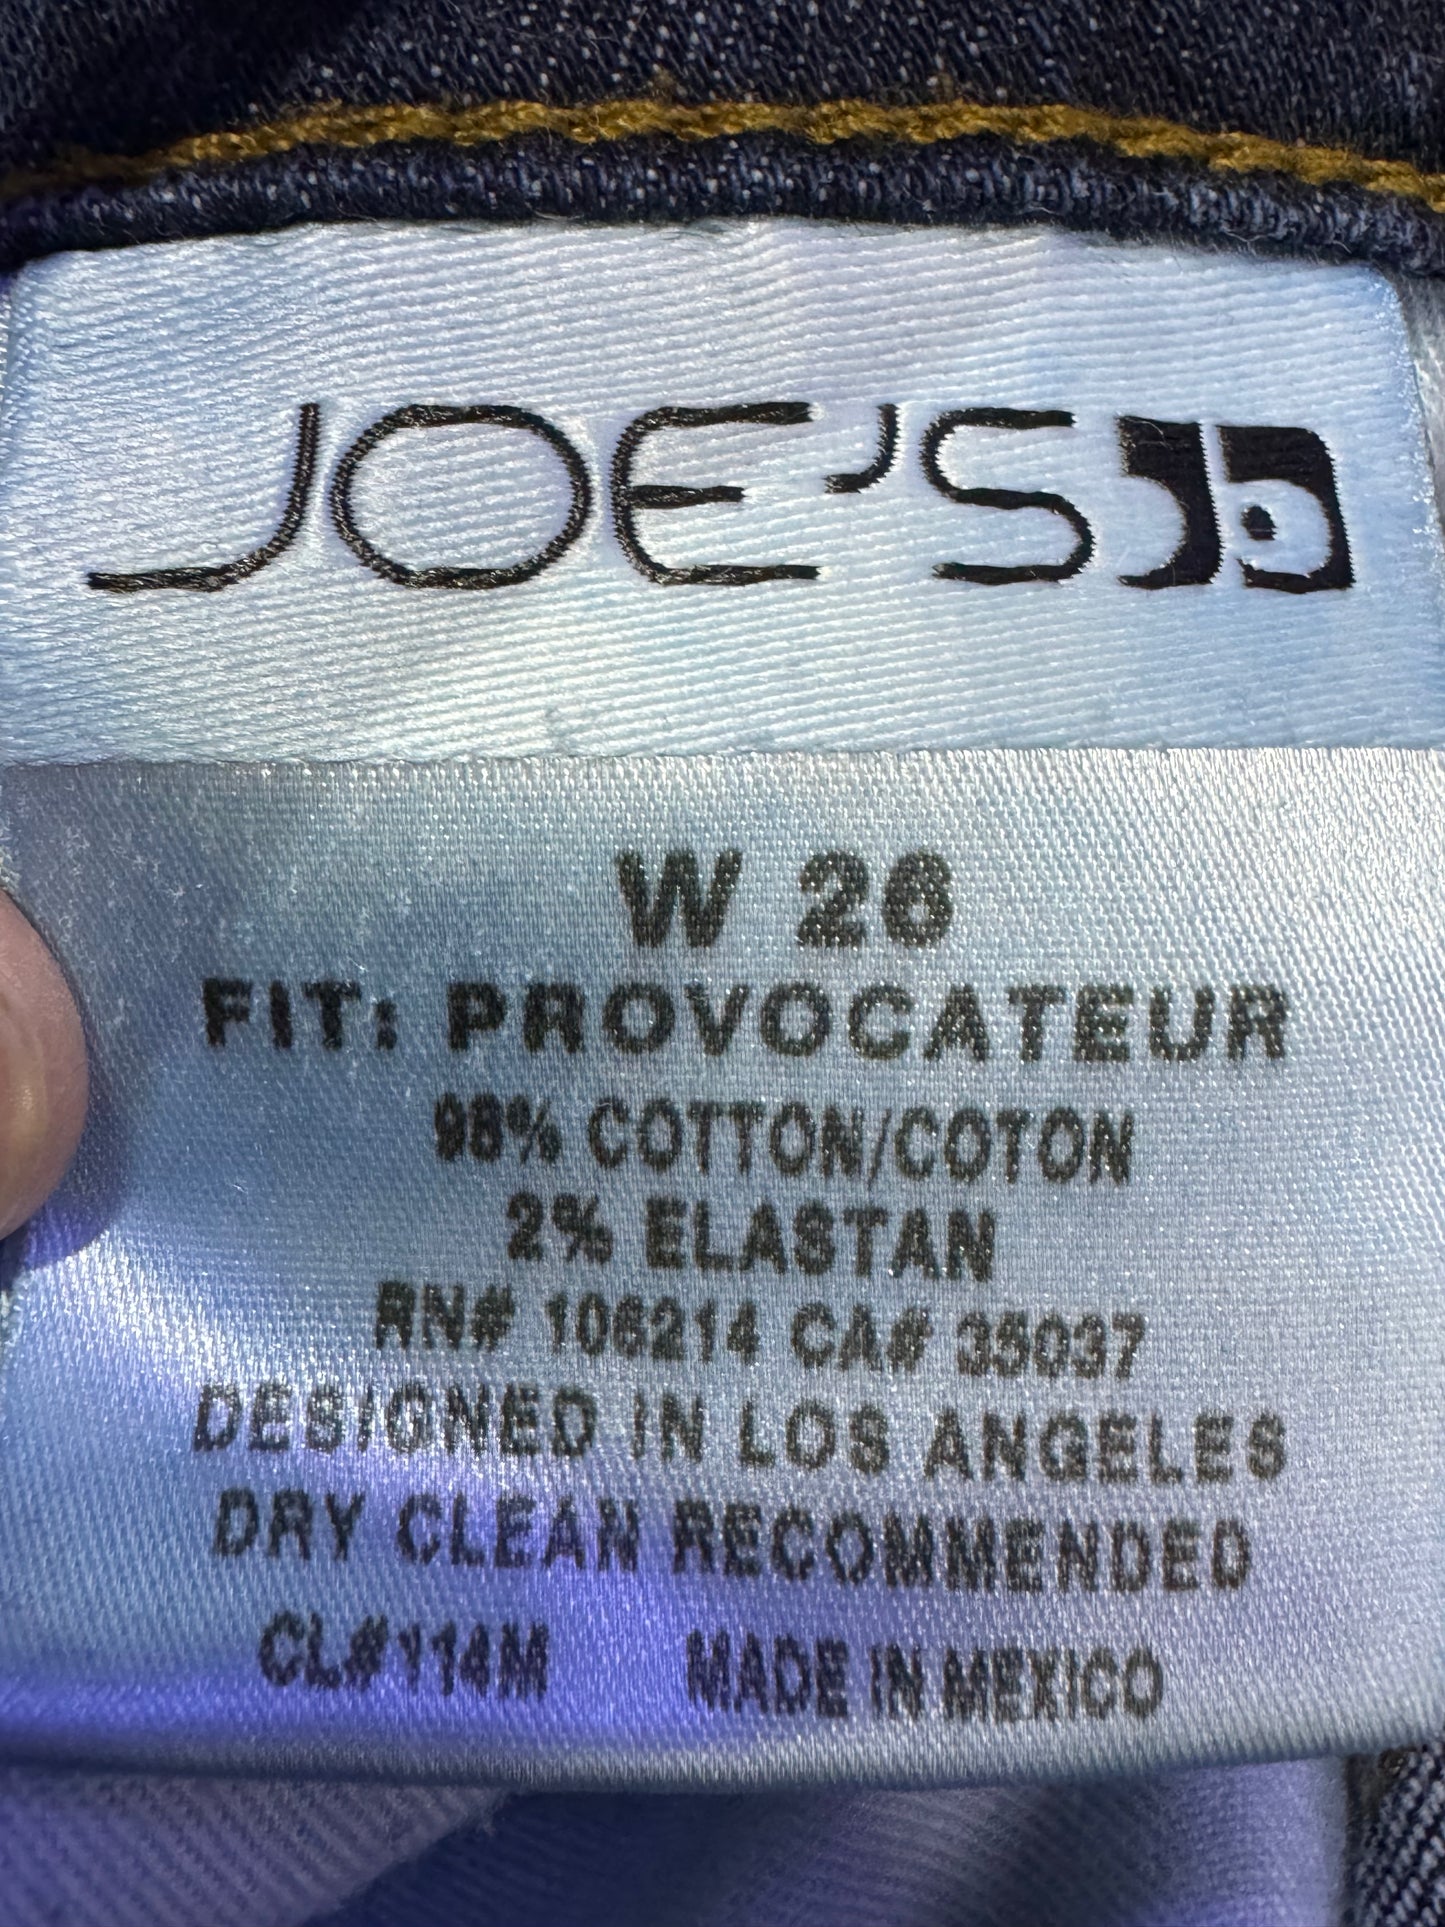 JOE'S
W 26
FIT: PROVOCATEUR
98% COTTON/COTON
2% ELASTAN
RN# 106214 CA# 35037
DESIGNED IN LOS ANGELES
DRY CLEAN RECOMMENDED
CL#Y14M MADE IN MEXICO